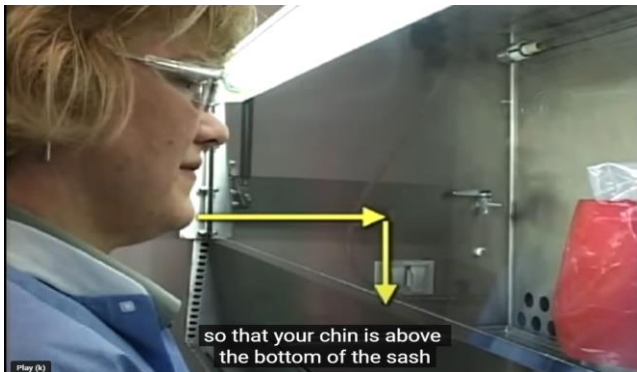 so that your chin is above
the bottom of the sash
Play (k)